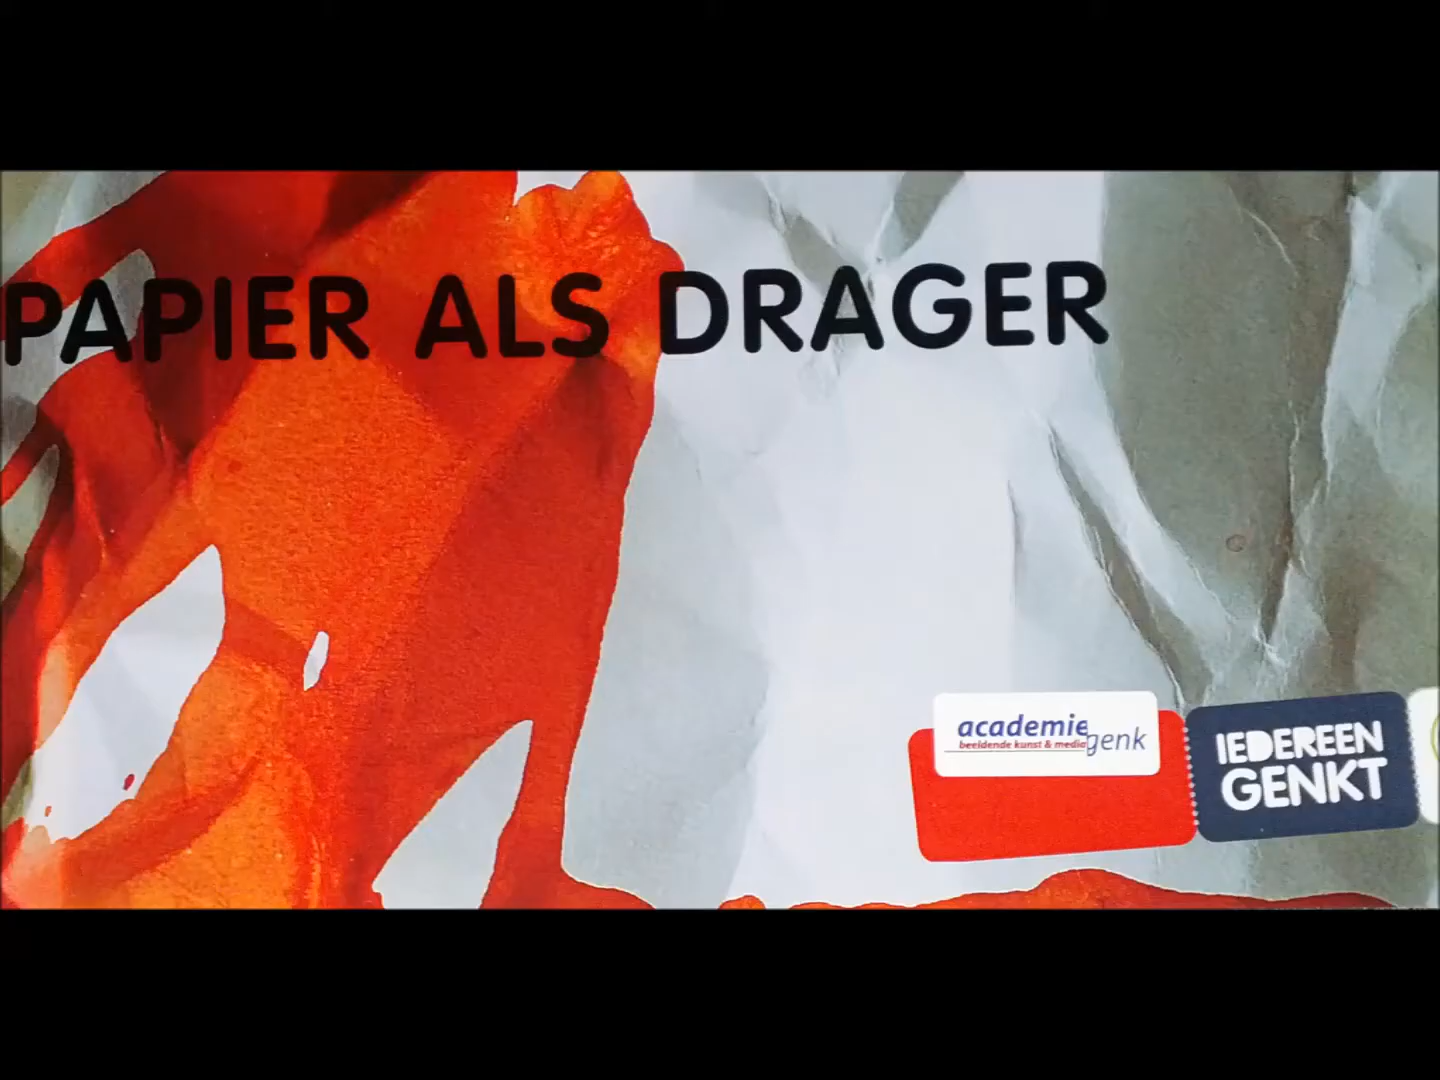 PAPIER ALS DRAGER
academie
genk
beeldende kunst & media
IEDEREEN
GENKT